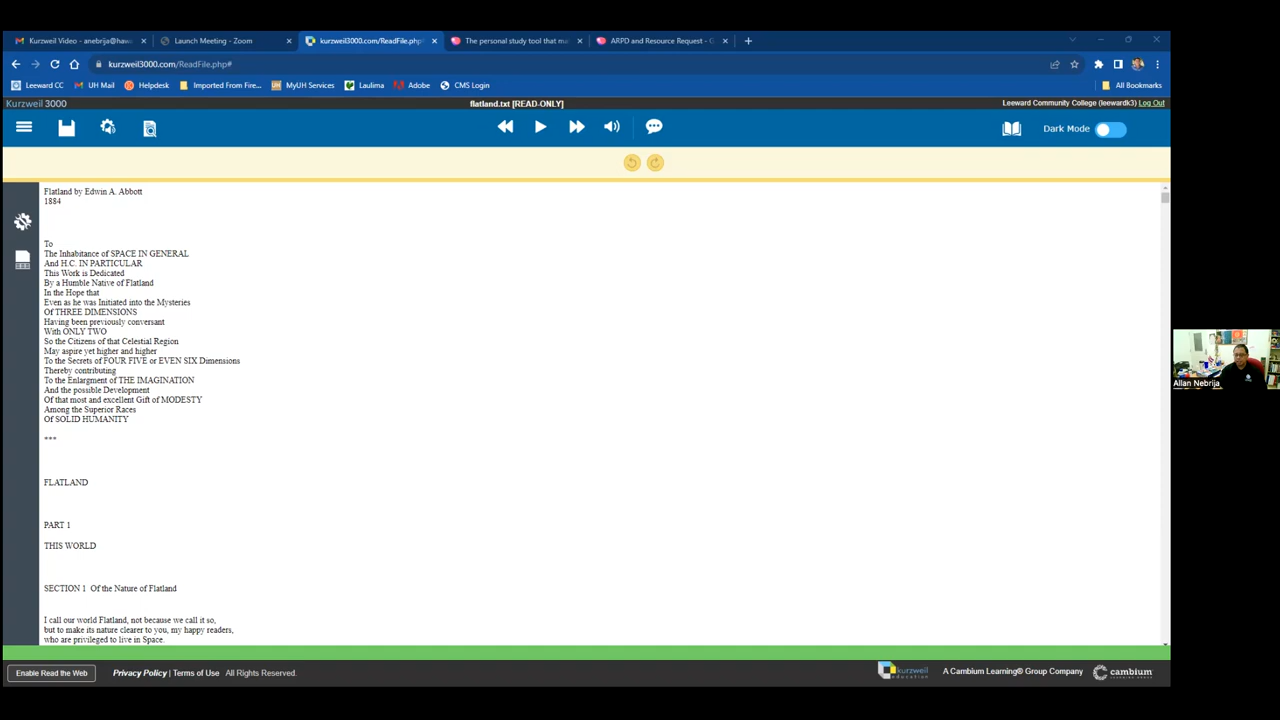 Kurzweil Video - anebrija@haw
Launch Meeting - Zoom
kurzweil3000.com/ReadFile.php
The personal study tool that ma
ARPD and Resource Request - G
kurzweil3000.com/ReadFile.php#
Leeward CC
UH Mail
Helpdesk
Imported From Fire...
MyUH Services
Laulima
Adobe
CMS Login
All Bookmarks
Kurzweil 3000
flatland.txt [READ-ONLY]
Leeward Community College (leewardk3) Log Out
Dark Mode
Flatland by Edwin A. Abbott
1884
To
The Inhabitance of SPACE IN GENERAL
And H.C. IN PARTICULAR
This Work is Dedicated
By a Humble Native of Flatland
In the Hope that
Even as he was Initiated into the Mysteries
Of THREE DIMENSIONS
Having been previously conversant
With ONLY TWO
So the Citizens of that Celestial Region
May aspire yet higher and higher
To the Secrets of FOUR FIVE or EVEN SIX Dimensions
Thereby contributing
To the Enlargment of THE IMAGINATION
And the possible Development
Of that most and excellent Gift of MODESTY
Among the Superior Races
Of SOLID HUMANITY
***
FLATLAND
PART 1
THIS WORLD
SECTION 1 Of the Nature of Flatland
I call our world Flatland, not because we call it so,
but to make its nature clearer to you, my happy readers,
who are privileged to live in Space.
Allan Nebrija
Enable Read the Web
Privacy Policy | Terms of Use All Rights Reserved.
kurzweil
education
A Cambium Learning® Group Company
cambium